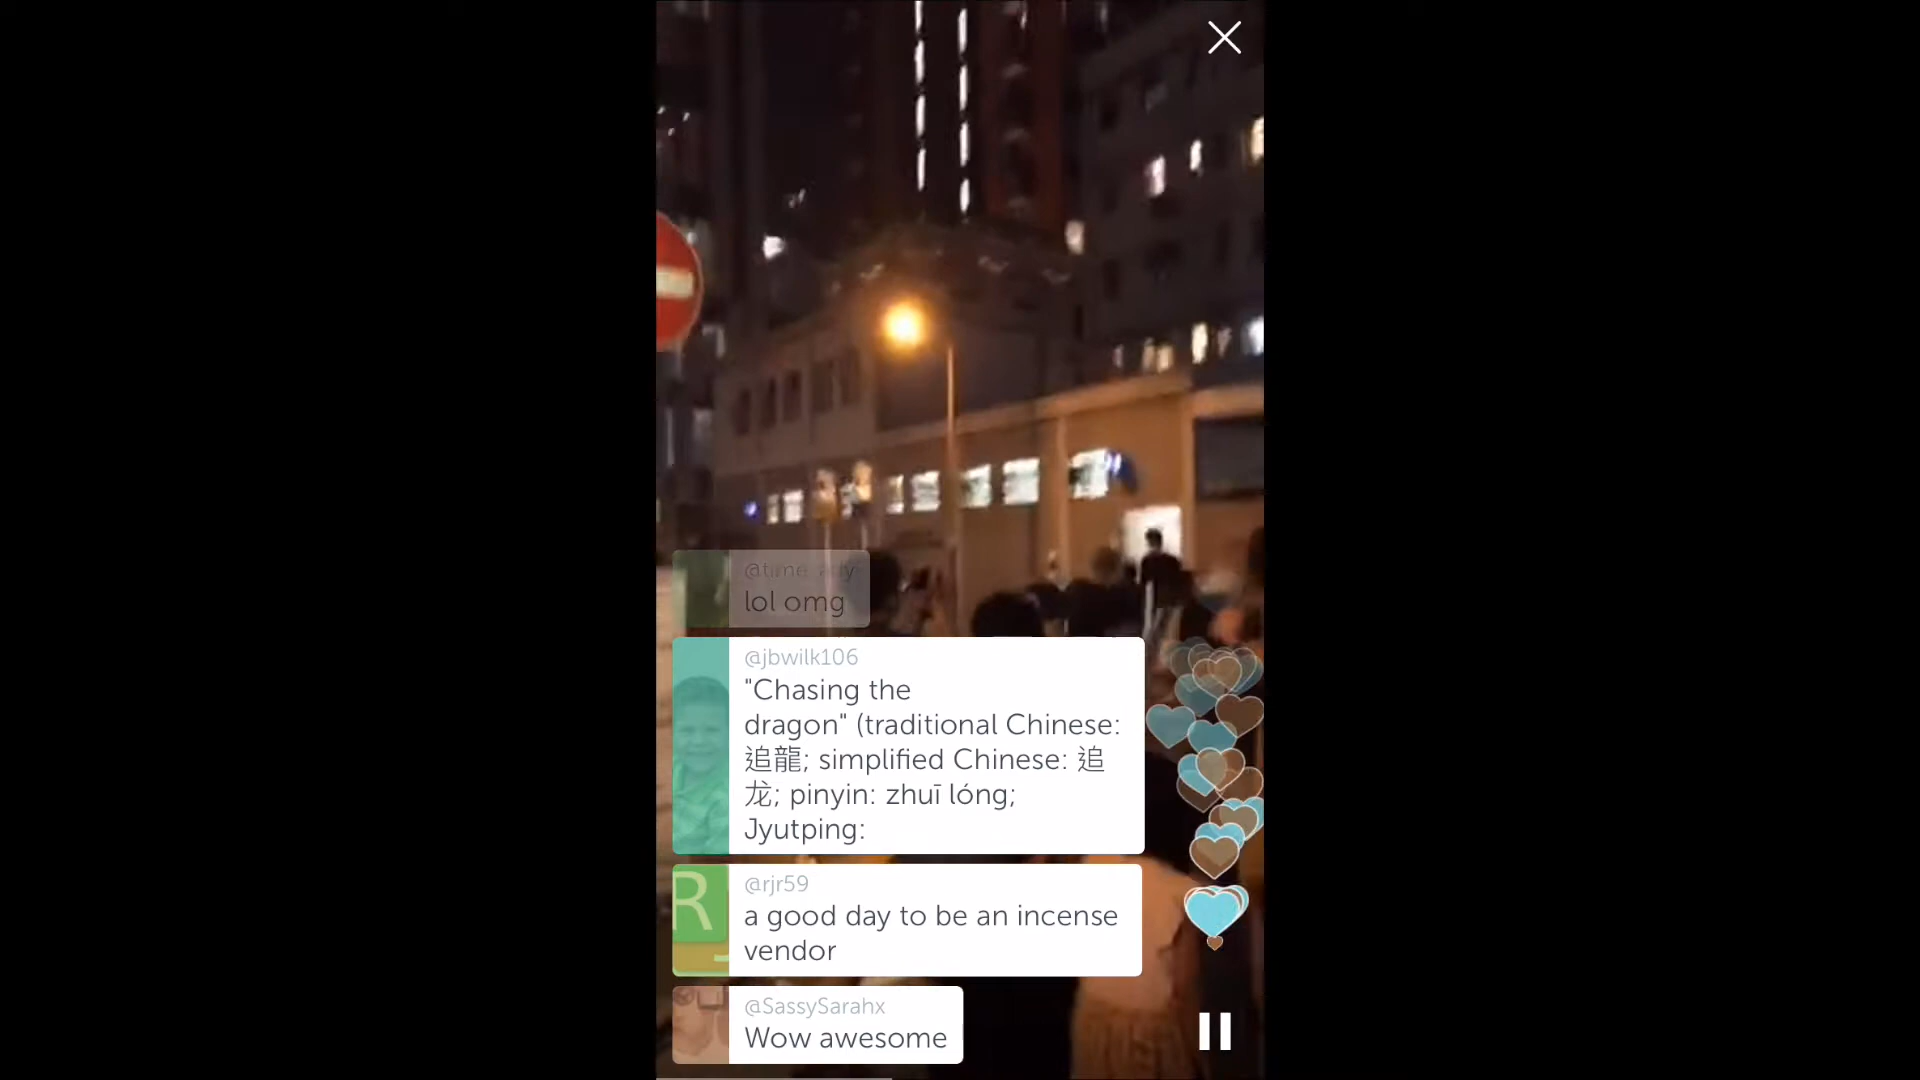 lol omg
@jbwilk106
"Chasing the
dragon" (traditional Chinese:
追龍; simplified Chinese: 追
龙; pinyin: zhuī lóng;
Jyutping:
@rjr59
a good day to be an incense
vendor
@SassySarahx
Wow awesome